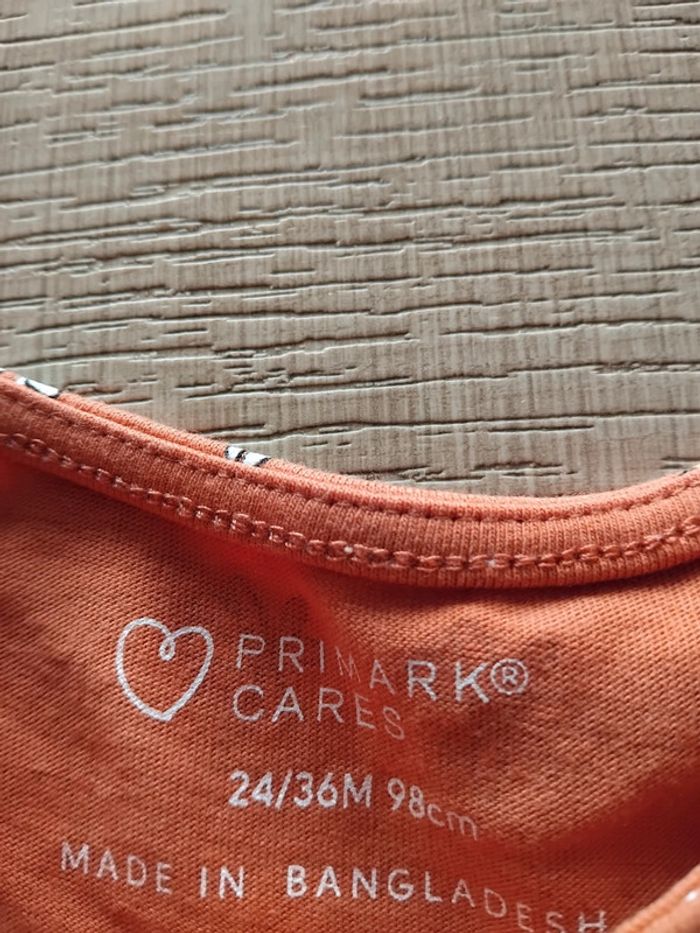 PRIMARK®
CARES
24/36M 98cm
MADE IN BANGLADESH